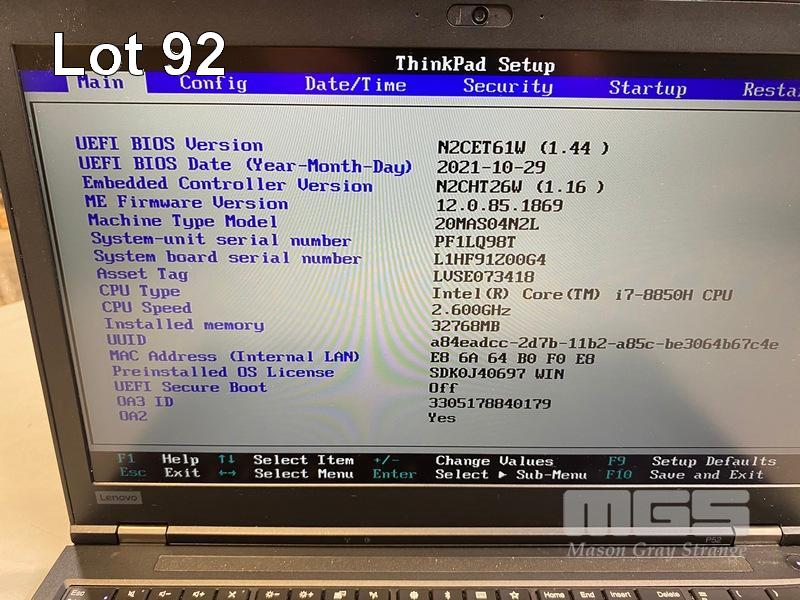 Lot 92
ThinkPad Setup
Main Config Date/Time Security Startup Restar
UEFI BIOS Version N2CET61W (1.44 )
UEFI BIOS Date (Year-Month-Day) 2021-10-29
Embedded Controller Version N2CHT26W (1.16 )
ME Firmware Version 12.0.85.1869
Machine Type Model 20MAS04N2L
System-unit serial number PF1LQ98T
System board serial number L1HF91Z00G4
Asset Tag LVSE073418
CPU Type Intel(R) Core(TM) i7-8850H CPU
CPU Speed 2.600GHz
Installed memory 32768MB
UUID a84eadcc-2d7b-11b2-a85c-be3064b67c4e
MAC Address (Internal LAN) E8 6A 64 B0 F0 E8
Preinstalled OS License SDK0J40697 WIN
UEFI Secure Boot Off
OA3 ID 3305178840179
OA2 Yes
F1 Help ↑↓ Select Item +/- Change Values F9 Setup Defaults
Esc Exit ←→ Select Menu Enter Select ▶ Sub-Menu F10 Save and Exit
Lenovo
MGS
P52
Mason Gray Strange
Esc Home End Insert Delete